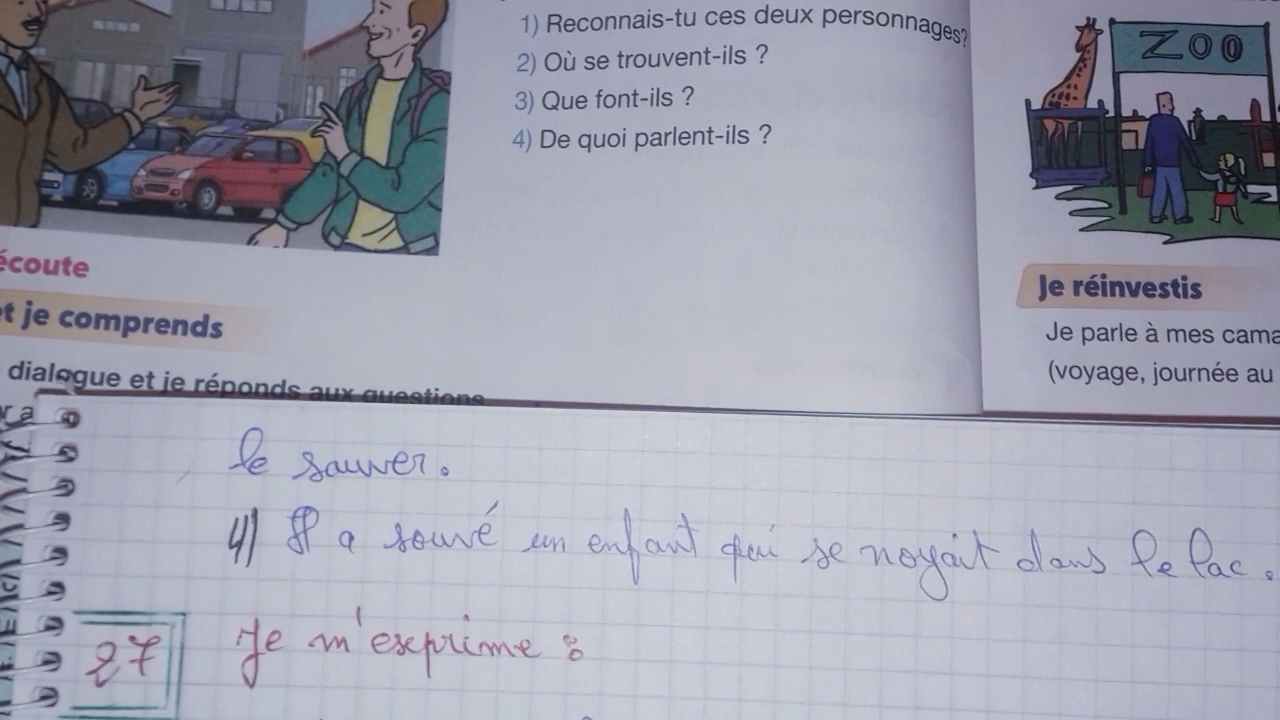 1) Reconnais-tu ces deux personnages?
2) Où se trouvent-ils ?
3) Que font-ils ?
4) De quoi parlent-ils ?
ZOO
écoute
t je comprends
dialogue et je réponds aux questions
Je réinvestis
Je parle à mes cama
(voyage, journée au
le sauver.
4) Il a souvé un enfant qui se noyait dans le lac.
27 Je m'exprime :